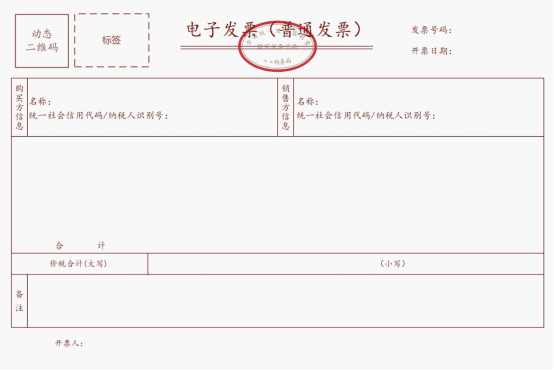 动态
二维码
标签
电子发票（普通发票）
发票号码：
开票日期：
购买方信息
名称：
统一社会信用代码/纳税人识别号：
销售方信息
名称：
统一社会信用代码/纳税人识别号：
合 计
价税合计(大写)
（小写）
备注
开票人：